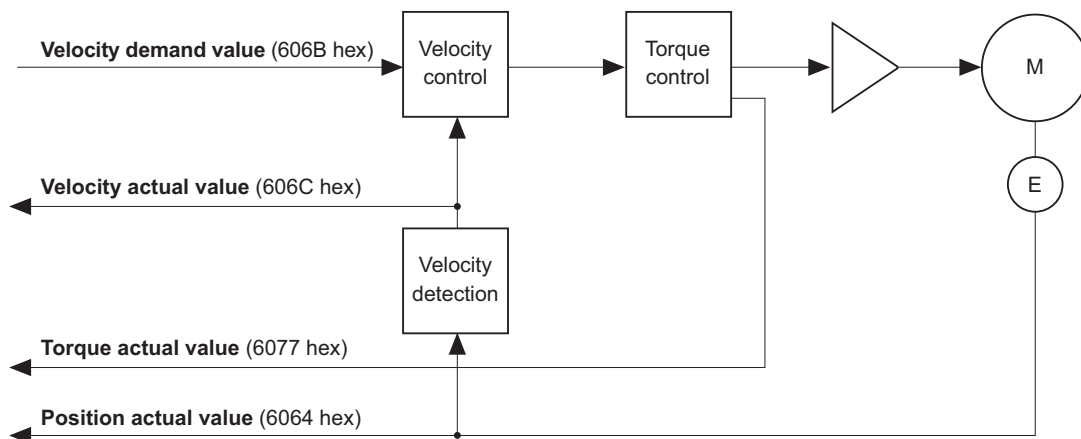 Velocity demand value (606B hex)
Velocity
control
Torque
control
M
Velocity actual value (606C hex)
E
Velocity
detection
Torque actual value (6077 hex)
Position actual value (6064 hex)